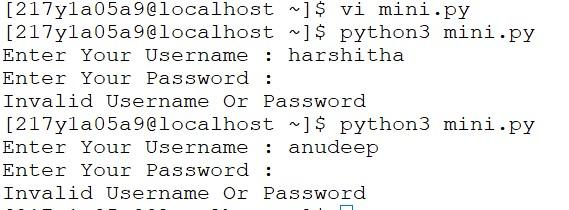 [217y1a05a9@localhost ~]$ vi mini.py
[217y1a05a9@localhost ~]$ python3 mini.py
Enter Your Username : harshitha
Enter Your Password :
Invalid Username Or Password
[217y1a05a9@localhost ~]$ python3 mini.py
Enter Your Username : anudeep
Enter Your Password :
Invalid Username Or Password